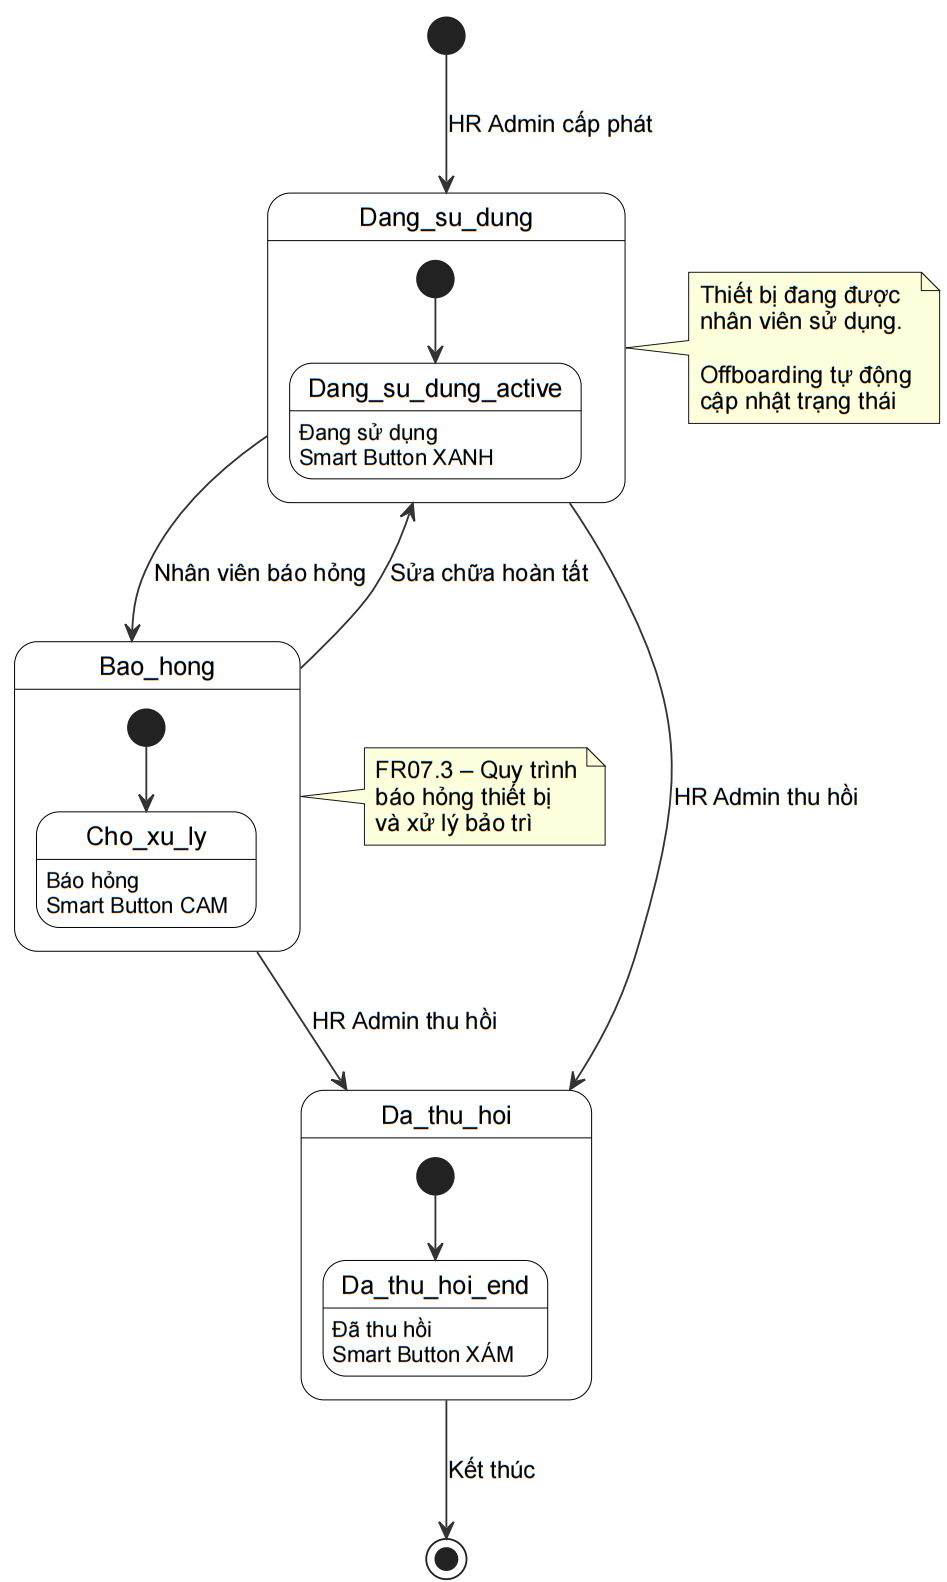 HR Admin cấp phát
Dang_su_dung
Dang_su_dung_active
Đang sử dụng
Smart Button XANH
Thiết bị đang được
nhân viên sử dụng.
Offboarding tự động
cập nhật trạng thái
Nhân viên báo hỏng
Sửa chữa hoàn tất
Bao_hong
Cho_xu_ly
Báo hỏng
Smart Button CAM
FR07.3 – Quy trình
báo hỏng thiết bị
và xử lý bảo trì
HR Admin thu hồi
HR Admin thu hồi
Da_thu_hoi
Da_thu_hoi_end
Đã thu hồi
Smart Button XÁM
Kết thúc